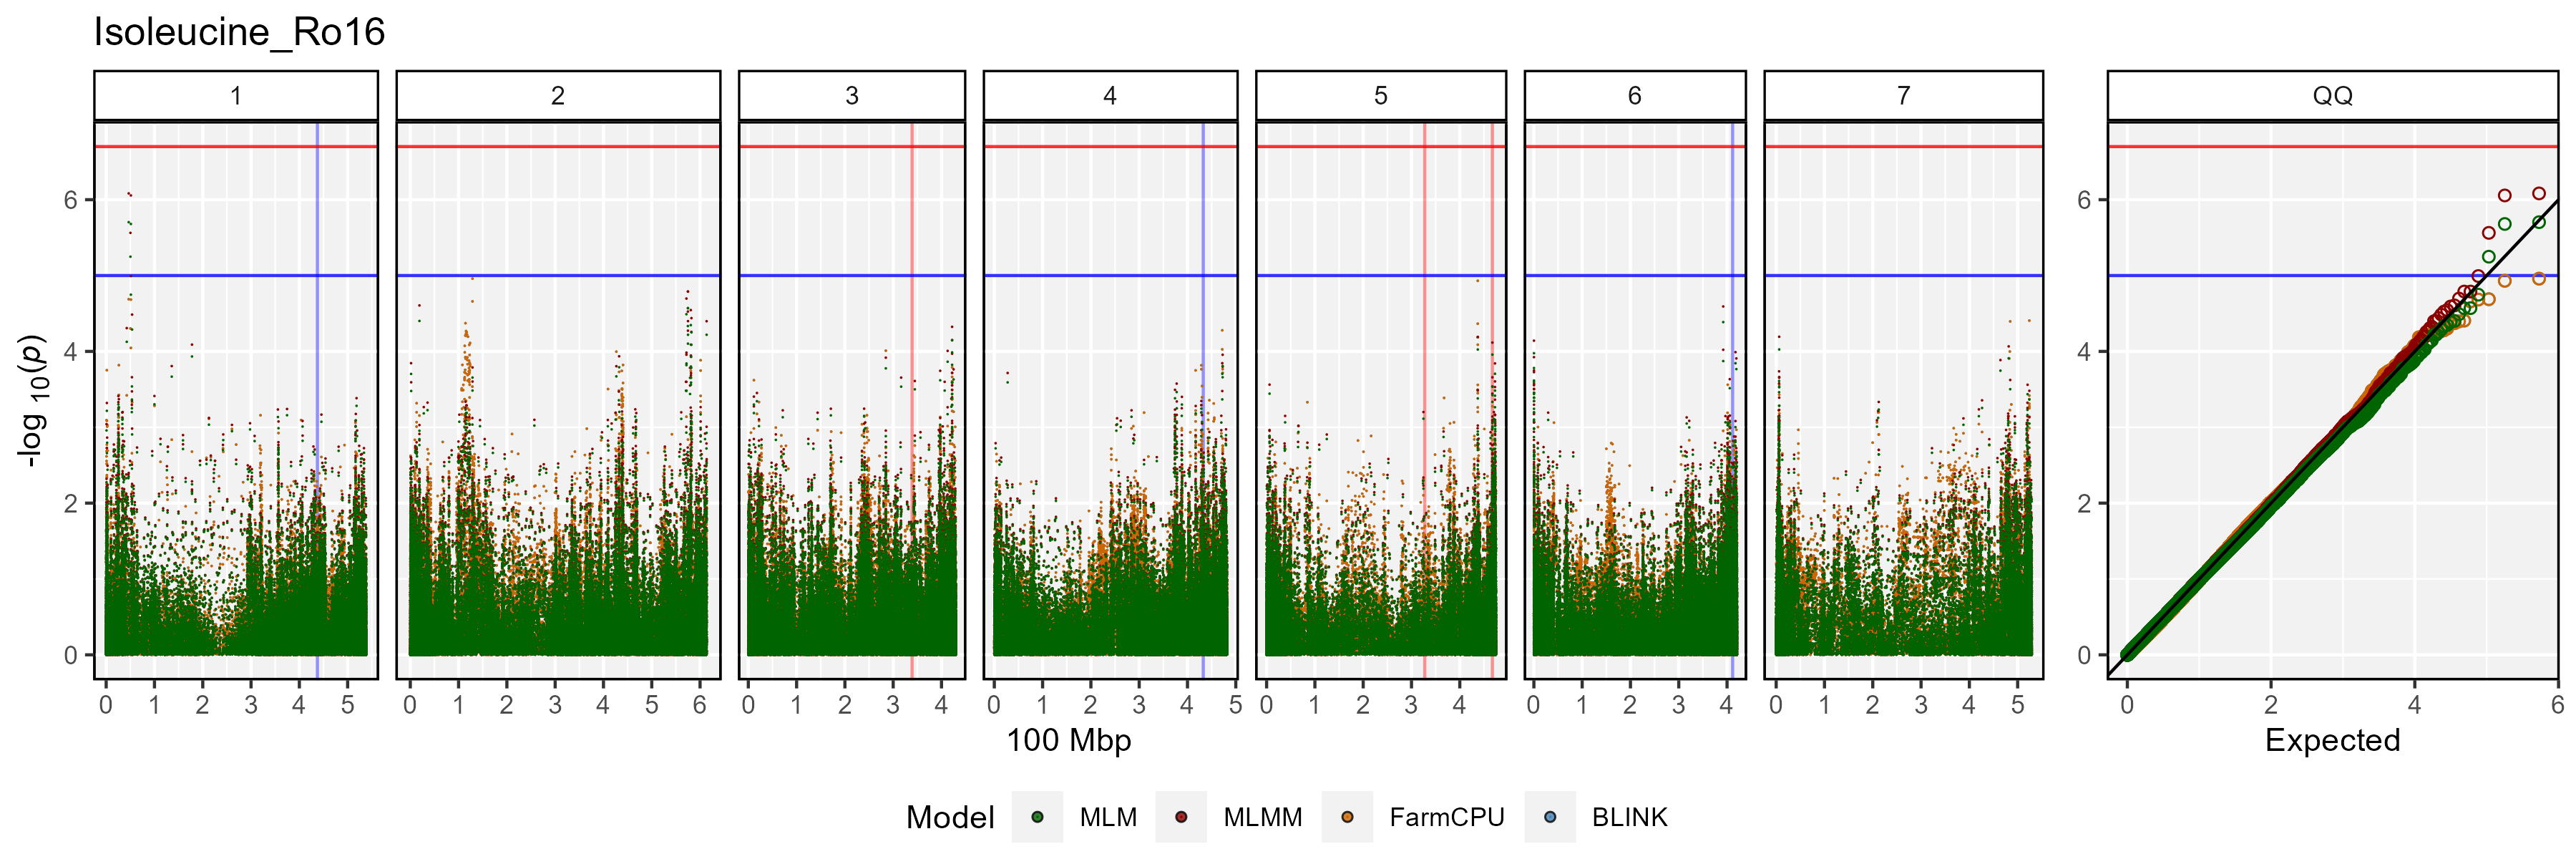 Isoleucine_Ro16
1 2 3 4 5 6 7 QQ
-log 10(p)
6 6
4 4
2 2
0 0
0 1 2 3 4 5 0 1 2 3 4 5 6 0 1 2 3 4 0 1 2 3 4 5 0 1 2 3 4 0 1 2 3 4 0 1 2 3 4 5 0 2 4 6
100 Mbp Expected
Model MLM MLMM FarmCPU BLINK